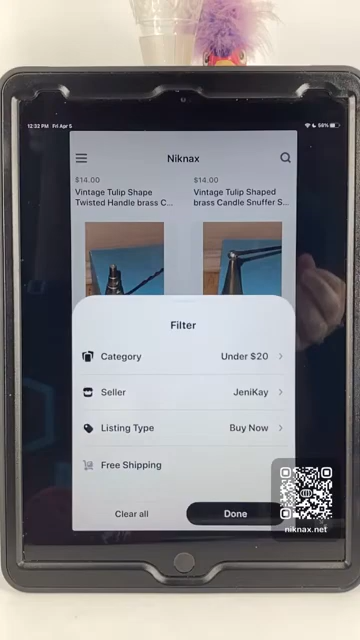 12:32 PM Fri Apr 5
56%
Niknax
$14.00
Vintage Tulip Shape
Twisted Handle brass C...
$14.00
Vintage Tulip Shaped
brass Candle Snuffer S...
Filter
Category
Under $20
Seller
JeniKay
Listing Type
Buy Now
Free Shipping
Clear all
Done
niknax.net